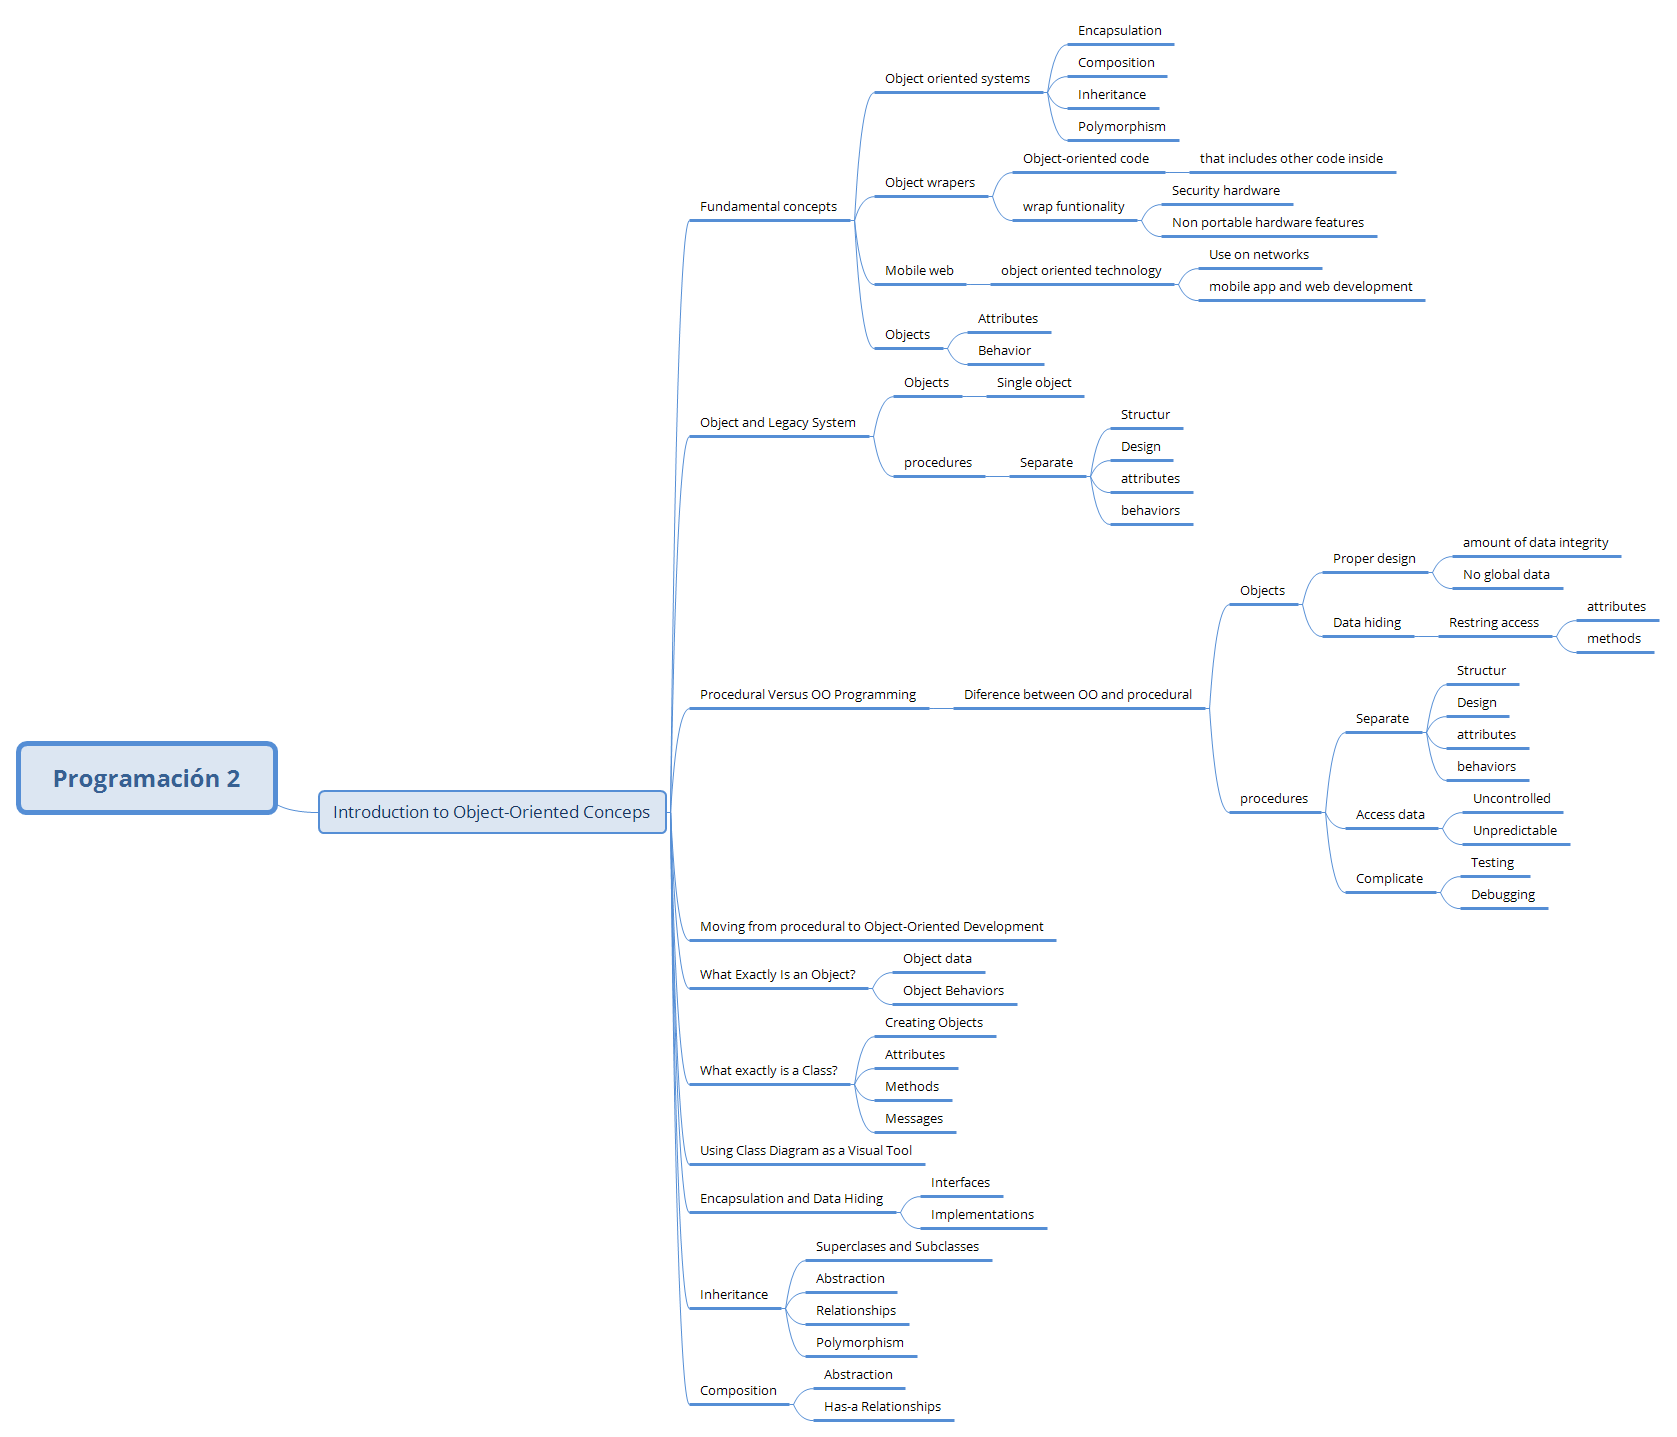 Programación 2
Introduction to Object-Oriented Conceps
Fundamental concepts
Object oriented systems
Encapsulation
Composition
Inheritance
Polymorphism
Object wrapers
Object-oriented code
that includes other code inside
wrap funtionality
Security hardware
Non portable hardware features
Mobile web
object oriented technology
Use on networks
mobile app and web development
Objects
Attributes
Behavior
Object and Legacy System
Objects
Single object
procedures
Separate
Structur
Design
attributes
behaviors
Procedural Versus OO Programming
Diference between OO and procedural
Objects
Proper design
amount of data integrity
No global data
Data hiding
Restring access
attributes
methods
procedures
Separate
Structur
Design
attributes
behaviors
Access data
Uncontrolled
Unpredictable
Complicate
Testing
Debugging
Moving from procedural to Object-Oriented Development
What Exactly Is an Object?
Object data
Object Behaviors
What exactly is a Class?
Creating Objects
Attributes
Methods
Messages
Using Class Diagram as a Visual Tool
Encapsulation and Data Hiding
Interfaces
Implementations
Inheritance
Superclases and Subclasses
Abstraction
Relationships
Polymorphism
Composition
Abstraction
Has-a Relationships